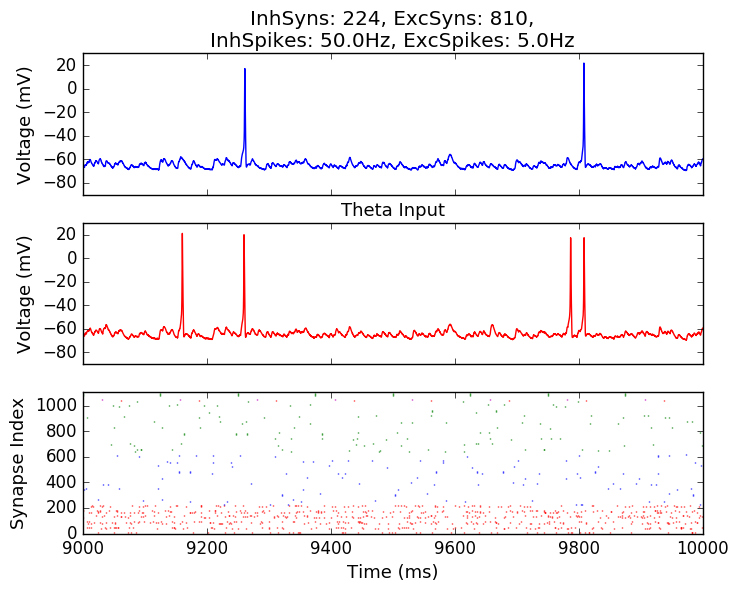 InhSyns: 224, ExcSyns: 810,
InhSpikes: 50.0Hz, ExcSpikes: 5.0Hz
Voltage (mV)
20
0
−20
−40
−60
−80
Theta Input
Voltage (mV)
20
0
−20
−40
−60
−80
Synapse Index
1000
800
600
400
200
0
9000 9200 9400 9600 9800 10000
Time (ms)